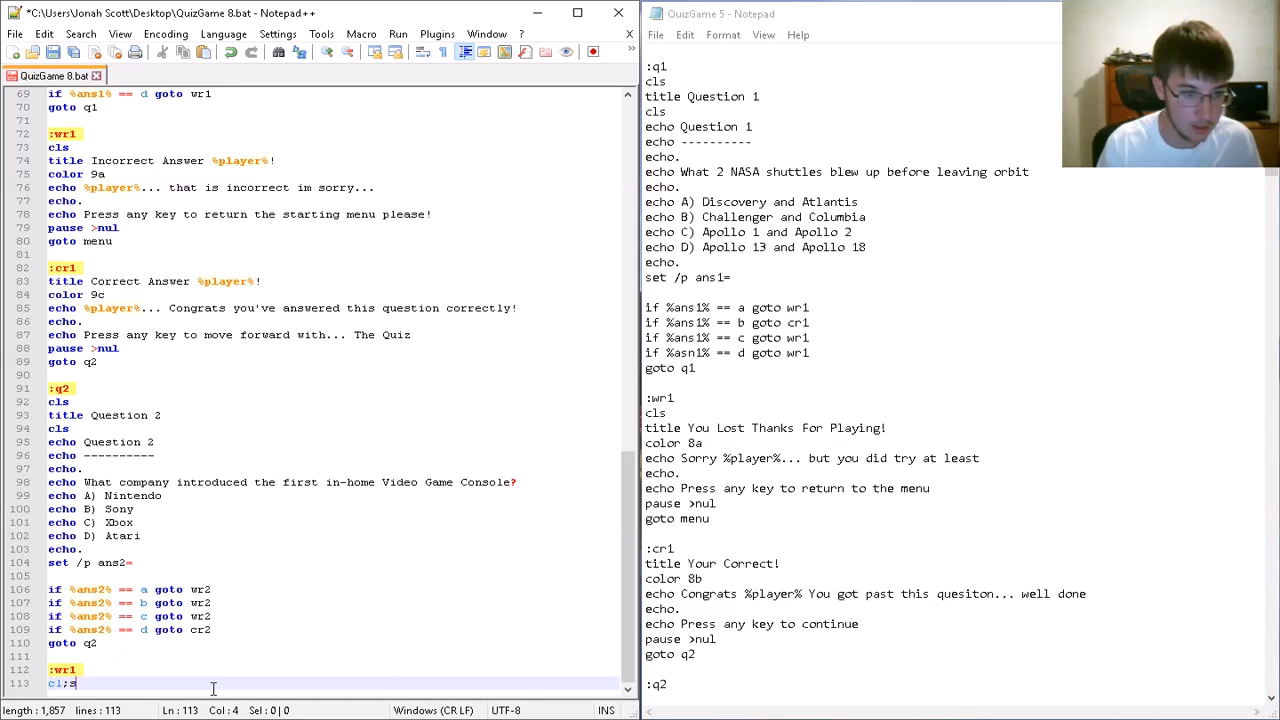 *C:\Users\Jonah Scott\Desktop\QuizGame 8.bat - Notepad++
File Edit Search View Encoding Language Settings Tools Macro Run Plugins Window ? X
QuizGame 8.bat
69 if %ans1% == d goto wr1
70 goto q1
71
72 :wr1
73 cls
74 title Incorrect Answer %player%!
75 color 9a
76 echo %player%... that is incorrect im sorry...
77 echo.
78 echo Press any key to return the starting menu please!
79 pause >nul
80 goto menu
81
82 :cr1
83 title Correct Answer %player%!
84 color 9c
85 echo %player%... Congrats you've answered this question correctly!
86 echo.
87 echo Press any key to move forward with... The Quiz
88 pause >nul
89 goto q2
90
91 :q2
92 cls
93 title Question 2
94 cls
95 echo Question 2
96 echo ----------
97 echo.
98 echo What company introduced the first in-home Video Game Console?
99 echo A) Nintendo
100 echo B) Sony
101 echo C) Xbox
102 echo D) Atari
103 echo.
104 set /p ans2=
105
106 if %ans2% == a goto wr2
107 if %ans2% == b goto wr2
108 if %ans2% == c goto wr2
109 if %ans2% == d goto cr2
110 goto q2
111
112 :wr1
113 cl;s
length : 1,857 lines : 113 Ln : 113 Col : 4 Sel : 0 | 0 Windows (CR LF) UTF-8 INS
QuizGame 5 - Notepad
File Edit Format View Help
:q1
cls
title Question 1
cls
echo Question 1
echo ----------
echo.
echo What 2 NASA shuttles blew up before leaving orbit
echo.
echo A) Discovery and Atlantis
echo B) Challenger and Columbia
echo C) Apollo 1 and Apollo 2
echo D) Apollo 13 and Apollo 18
echo.
set /p ans1=
if %ans1% == a goto wr1
if %ans1% == b goto cr1
if %ans1% == c goto wr1
if %asn1% == d goto wr1
goto q1
:wr1
cls
title You Lost Thanks For Playing!
color 8a
echo Sorry %player%... but you did try at least
echo.
echo Press any key to return to the menu
pause >nul
goto menu
:cr1
title Your Correct!
color 8b
echo Congrats %player% You got past this quesiton... well done
echo.
echo Press any key to continue
pause >nul
goto q2
:q2